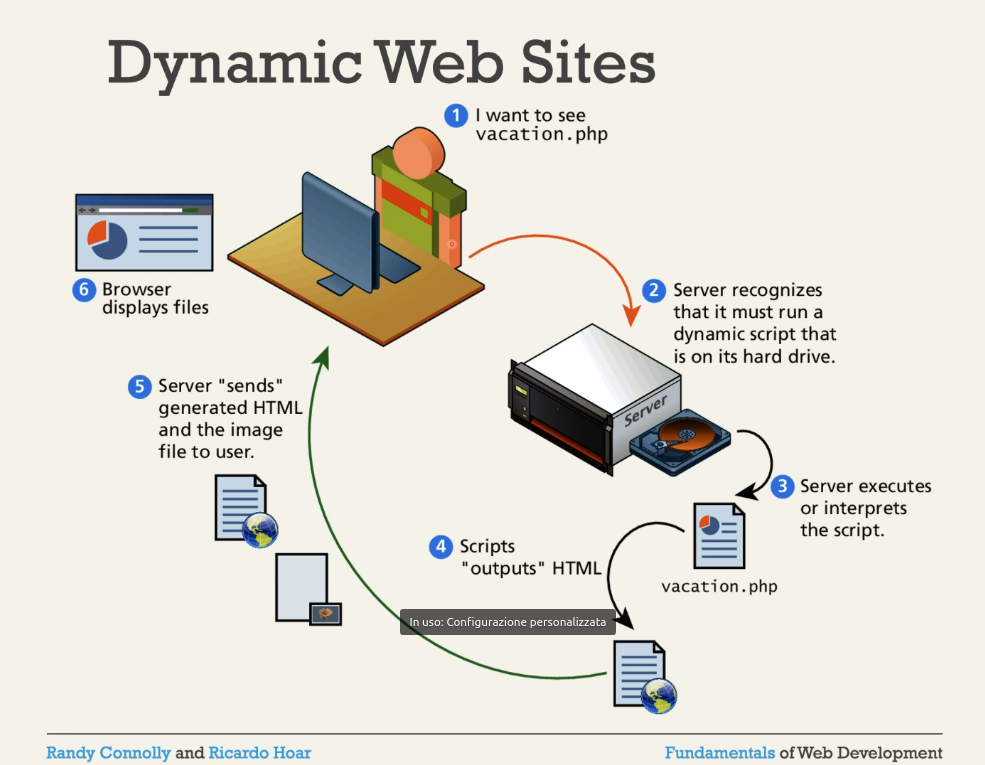 Dynamic Web Sites
1 I want to see
vacation.php
2 Server recognizes
that it must run a
dynamic script that
is on its hard drive.
Server
3 Server executes
or interprets
the script.
vacation.php
4 Scripts
"outputs" HTML
In uso: Configurazione personalizzata
5 Server "sends"
generated HTML
and the image
file to user.
6 Browser
displays files
Randy Connolly and Ricardo Hoar
Fundamentals of Web Development